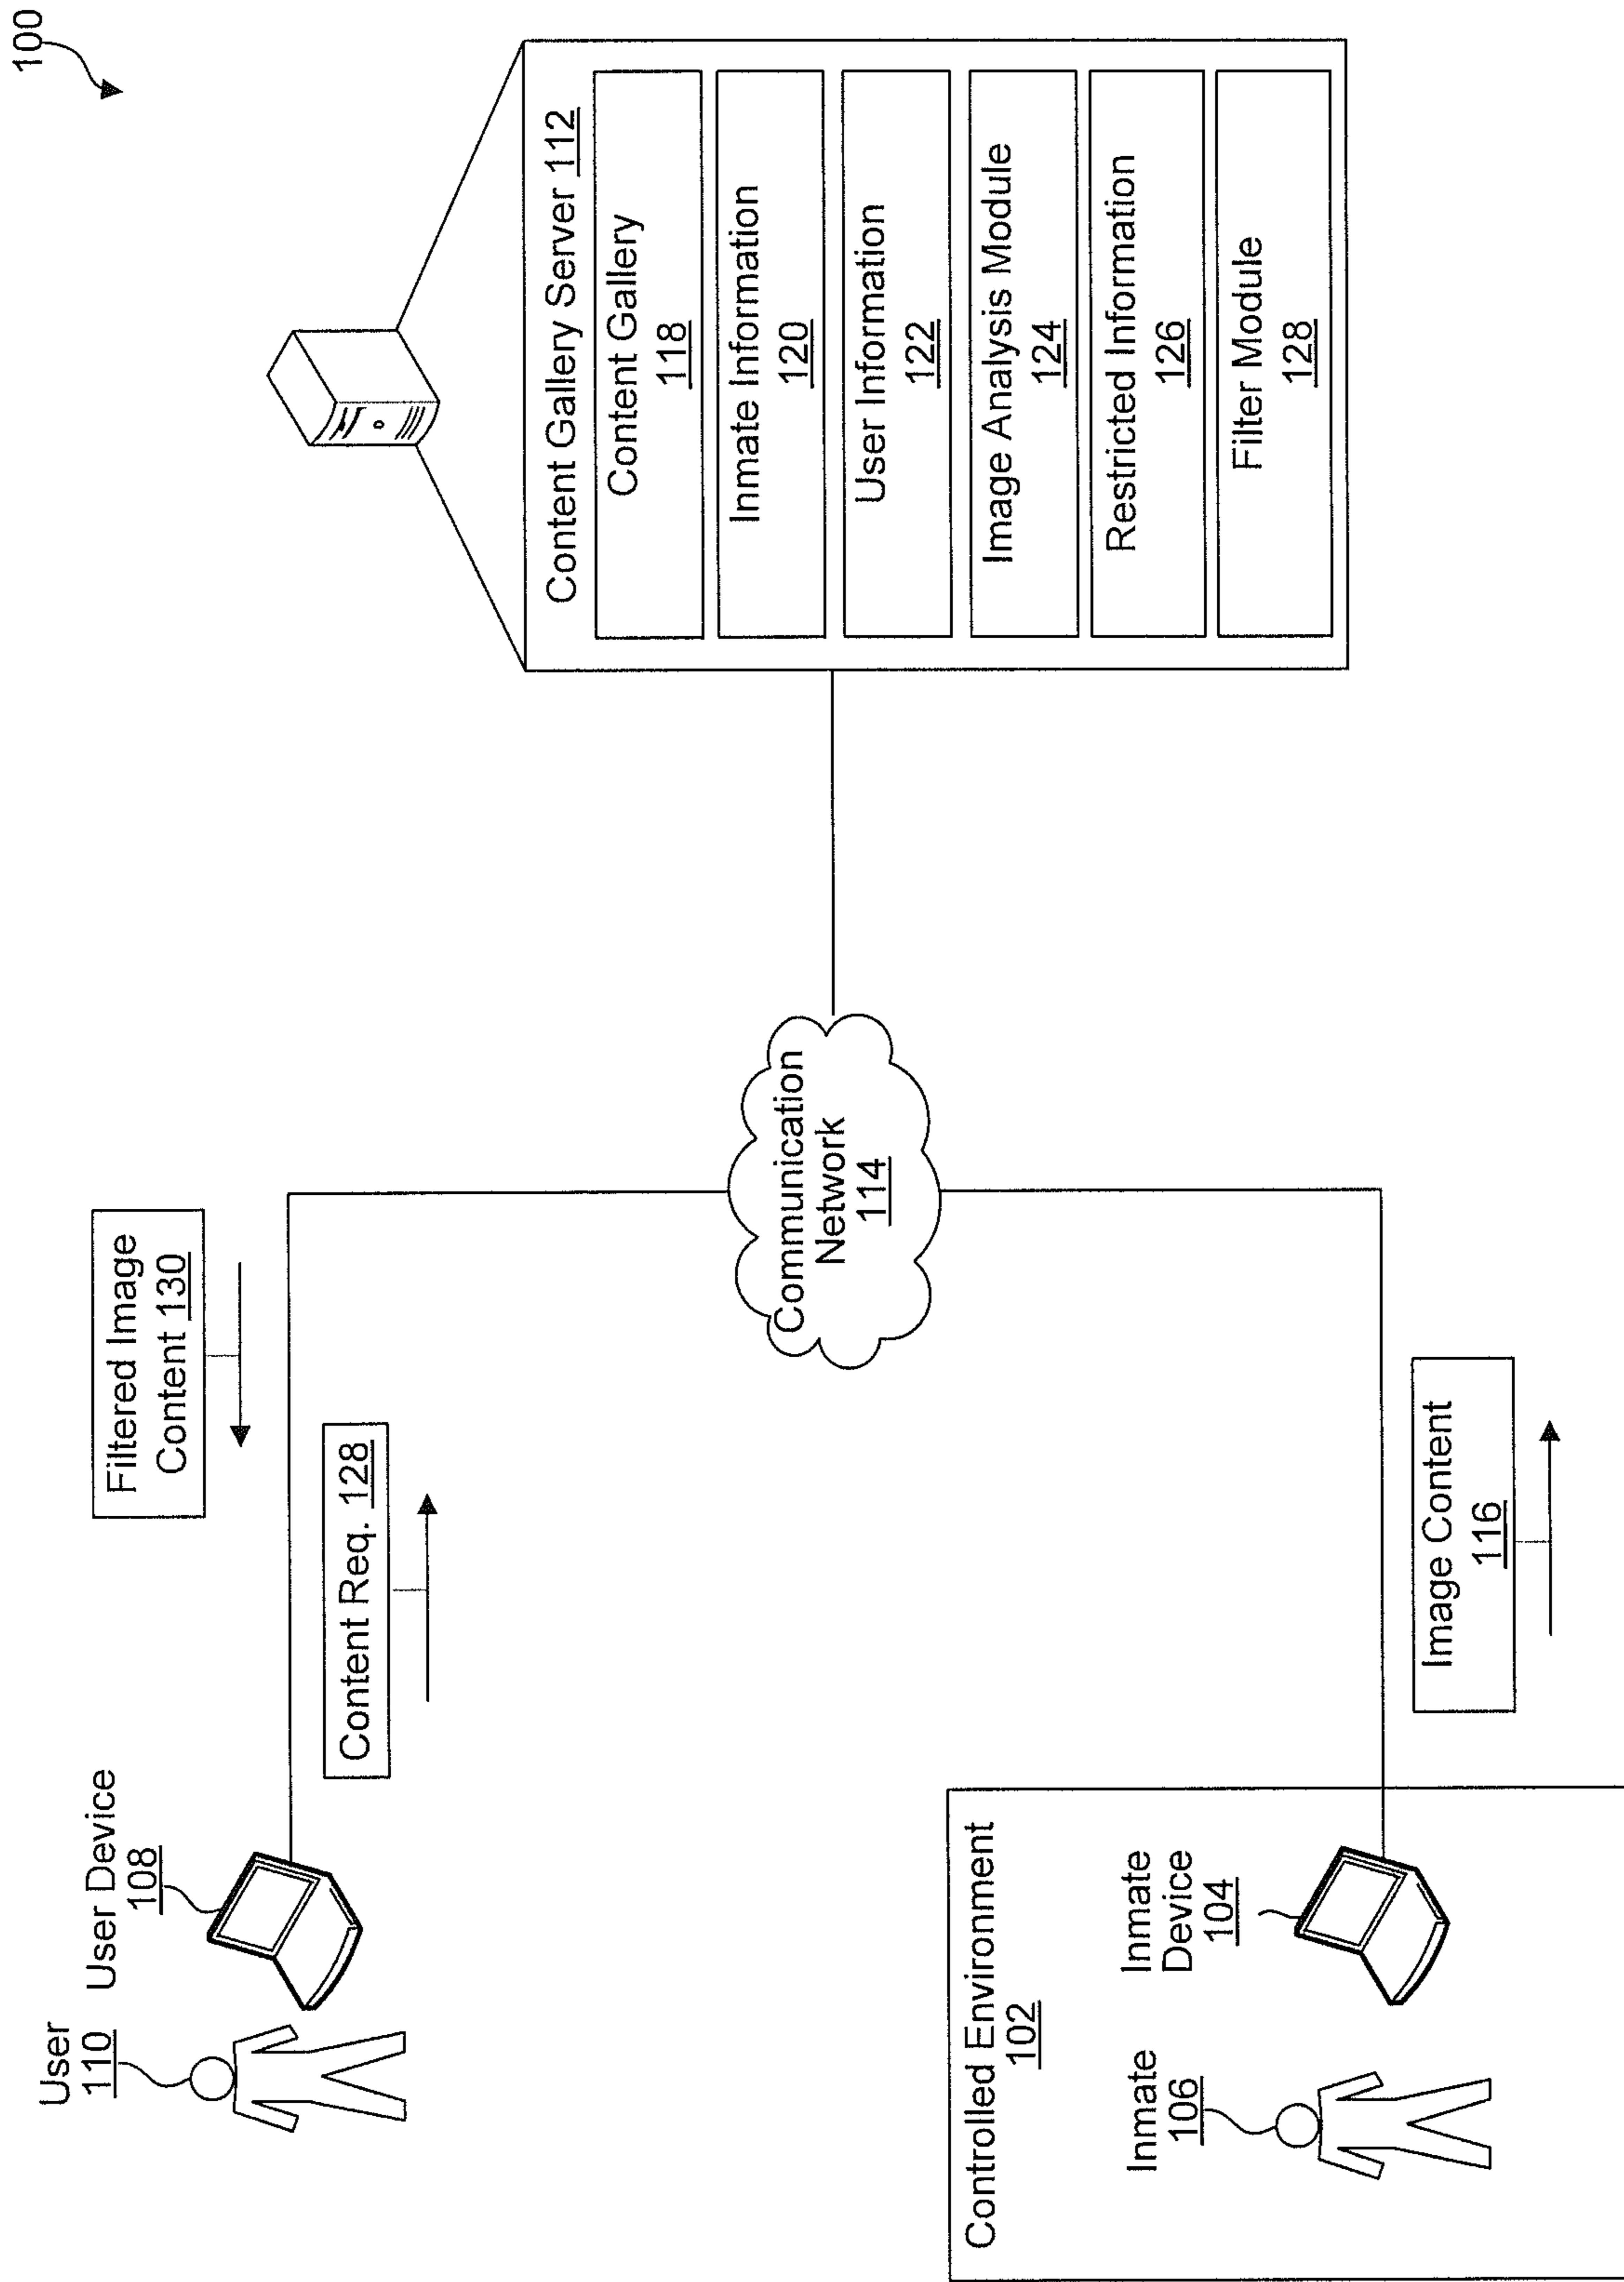 100
User
110
User Device
108
Filtered Image
Content 130
Content Req. 128
Communication
Network
114
Content Gallery Server 112
Content Gallery
118
Inmate Information
120
User Information
122
Image Analysis Module
124
Restricted Information
126
Filter Module
128
Controlled Environment
102
Inmate
106
Inmate
Device
104
Image Content
116